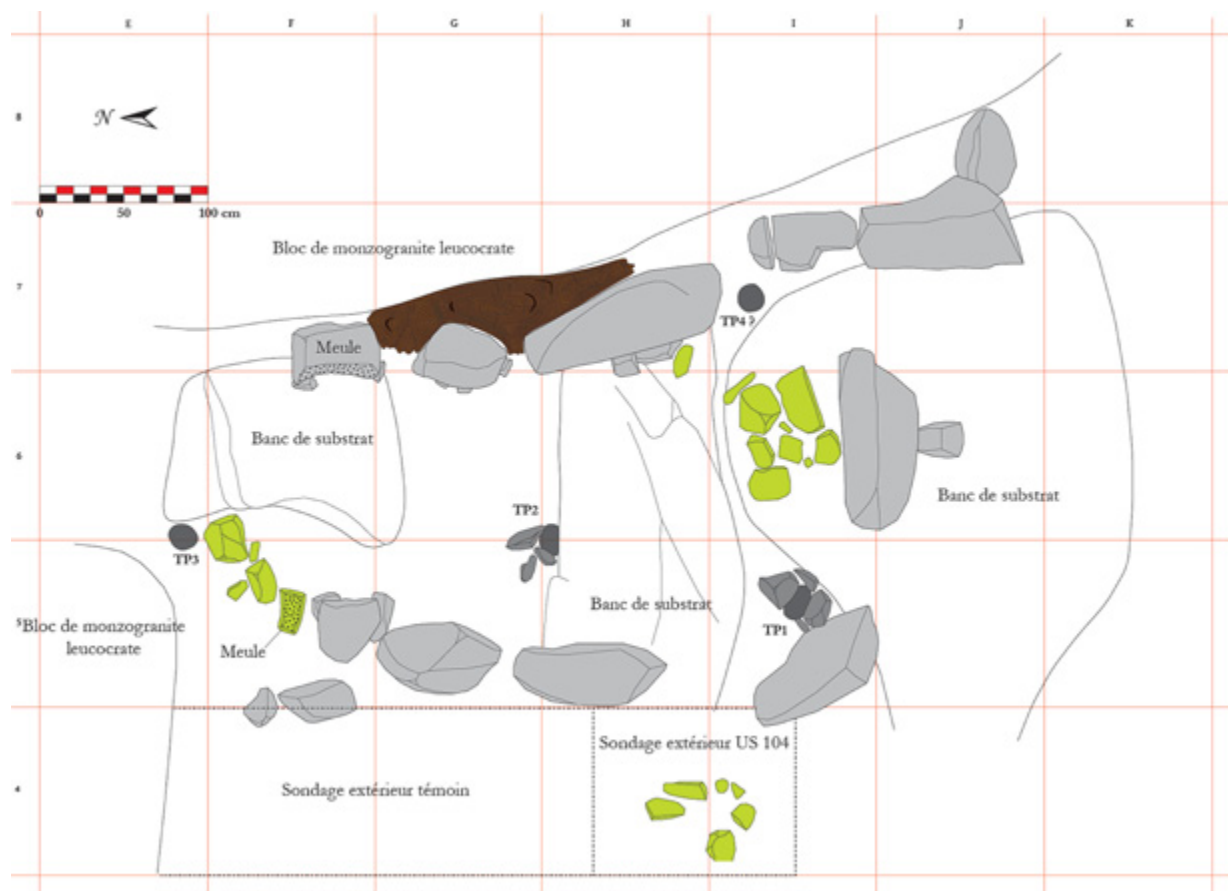 E F G H I J K
8
N
0 50 100 cm
Bloc de monzogranite leucocrate
7
TP4 ?
Meule
Banc de substrat
6
Banc de substrat
TP2
TP3
Banc de substrat
TP1
5
Bloc de monzogranite
leucocrate
Meule
Sondage extérieur US 104
4
Sondage extérieur témoin